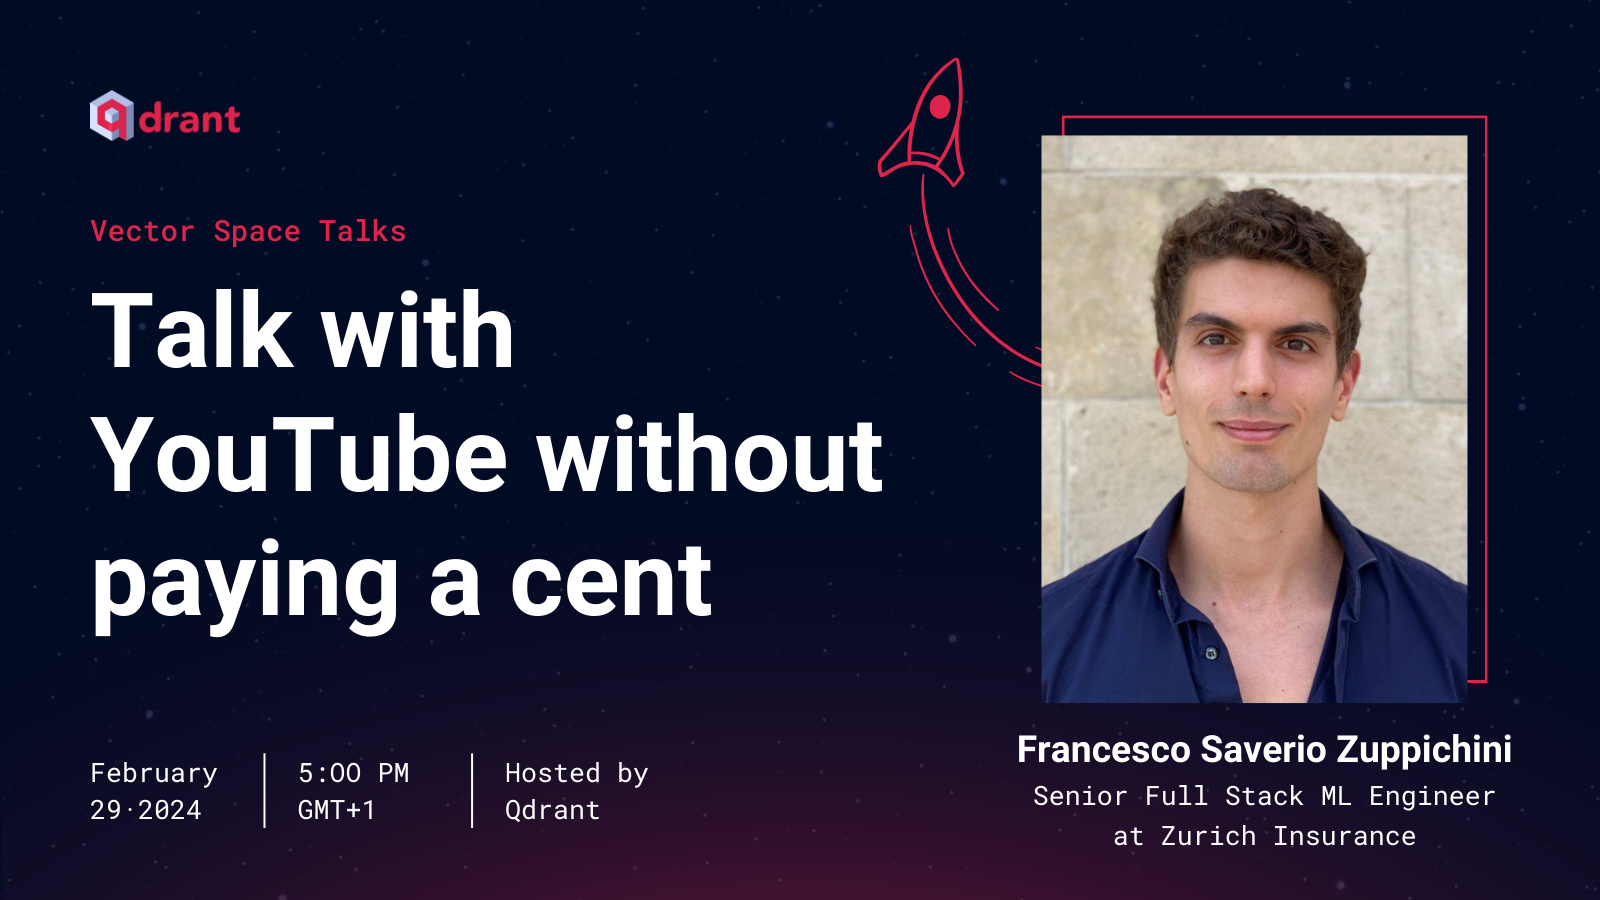 qdrant
Vector Space Talks
Talk with
YouTube without
paying a cent
February
29·2024
5:00 PM
GMT+1
Hosted by
Qdrant
Francesco Saverio Zuppichini
Senior Full Stack ML Engineer
at Zurich Insurance